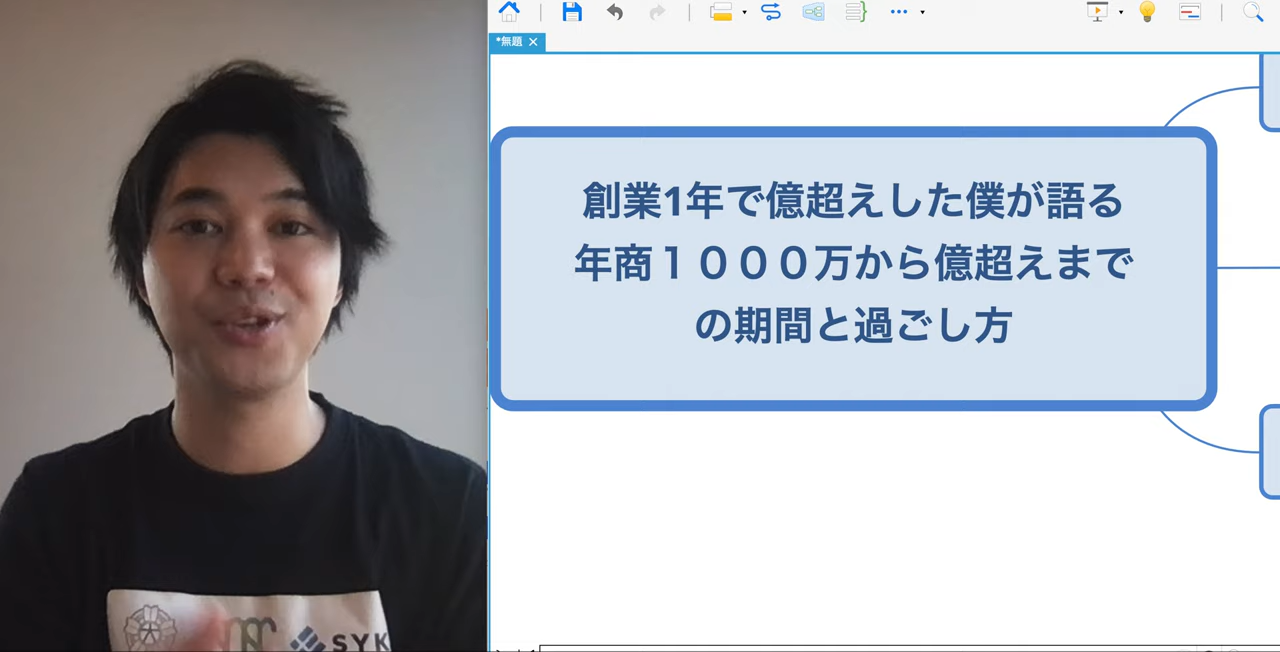 *無題
創業1年で億超えした僕が語る
年商１０００万から億超えまで
の期間と過ごし方
SYK